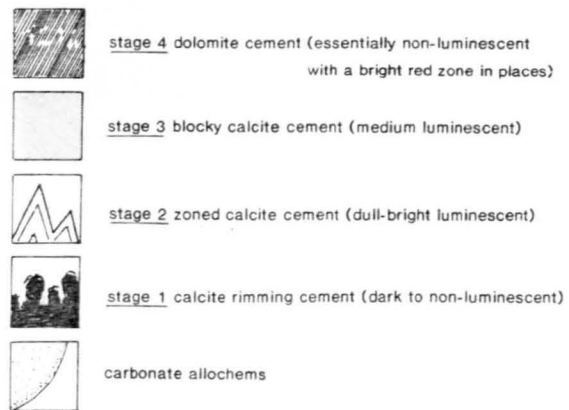 stage 4 dolomite cement (essentially non-luminescent
with a bright red zone in places)
stage 3 blocky calcite cement (medium luminescent)
stage 2 zoned calcite cement (dull-bright luminescent)
stage 1 calcite rimming cement (dark to non-luminescent)
carbonate allochems